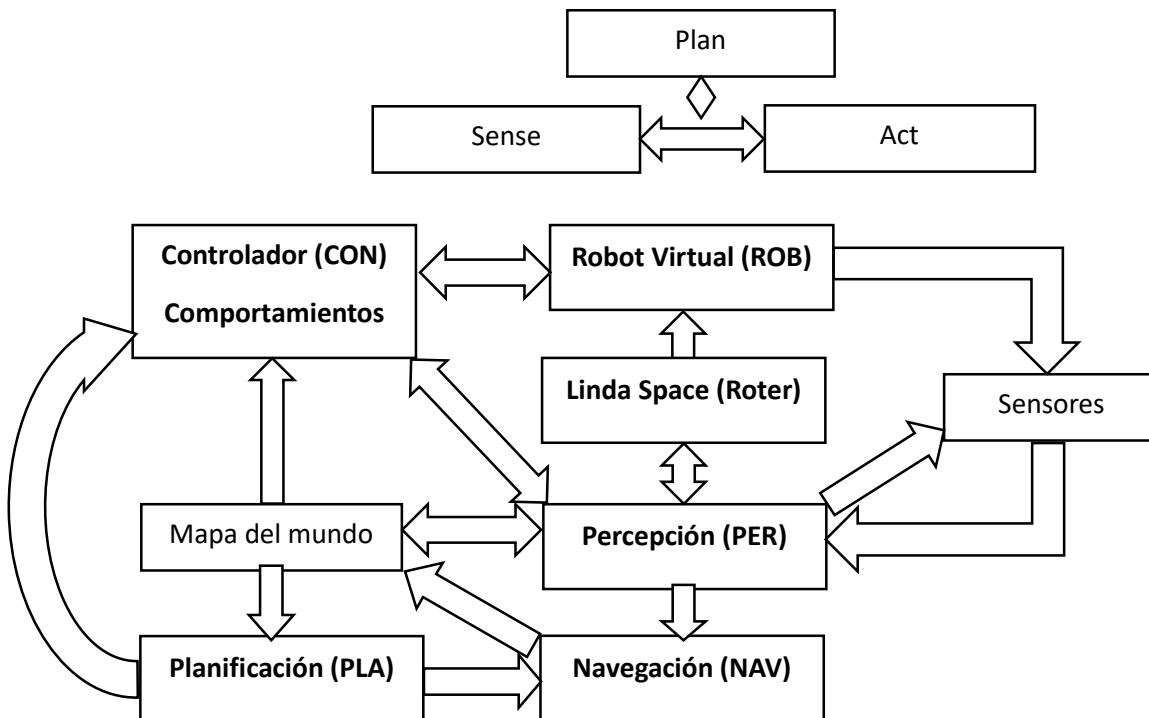 Plan
Sense
Act
Controlador (CON)
Comportamientos
Robot Virtual (ROB)
Linda Space (Roter)
Sensores
Mapa del mundo
Percepción (PER)
Planificación (PLA)
Navegación (NAV)